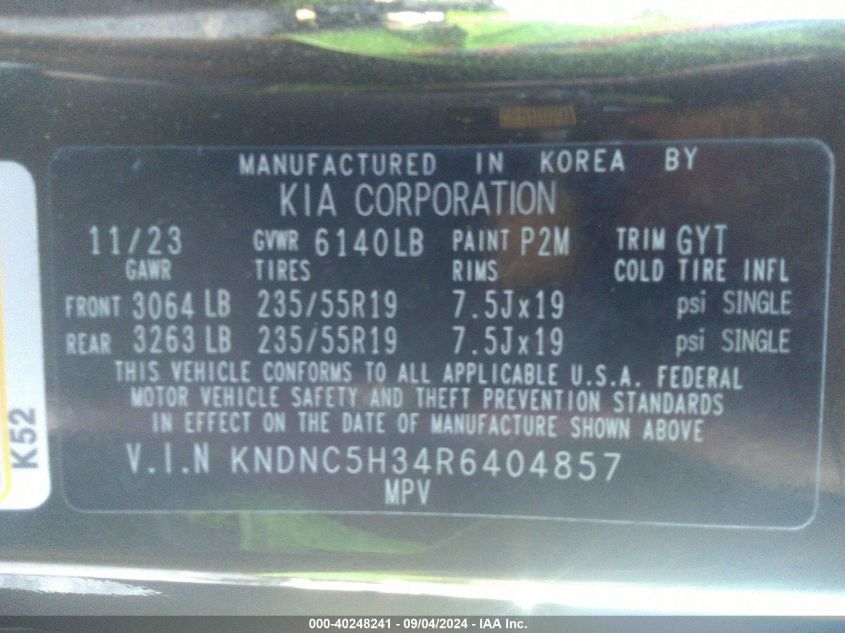 MANUFACTURED IN KOREA BY
KIA CORPORATION
11/23 GVWR 6140LB PAINT P2M TRIM GYT
GAWR TIRES RIMS COLD TIRE INFL
FRONT 3064 LB 235/55R19 7.5Jx19 psi SINGLE
REAR 3263 LB 235/55R19 7.5Jx19 psi SINGLE
THIS VEHICLE CONFORMS TO ALL APPLICABLE U.S.A. FEDERAL
MOTOR VEHICLE SAFETY AND THEFT PREVENTION STANDARDS
IN EFFECT ON THE DATE OF MANUFACTURE SHOWN ABOVE
V.I.N KNDNC5H34R6404857
MPV
K52
000-40248241 - 09/04/2024 - IAA Inc.